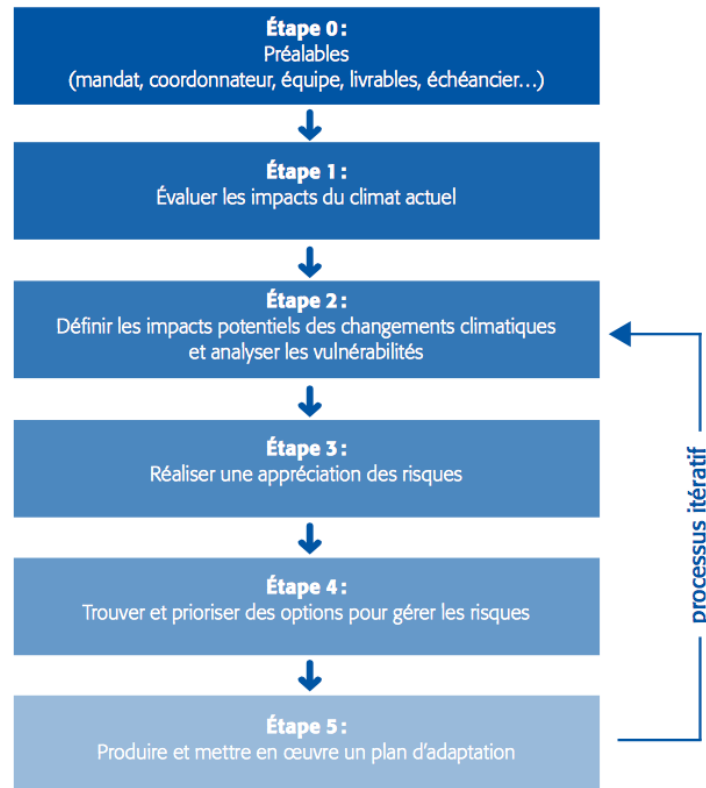 Étape 0 :
Préalables
(mandat, coordonnateur, équipe, livrables, échéancier…)
Étape 1 :
Évaluer les impacts du climat actuel
Étape 2 :
Définir les impacts potentiels des changements climatiques
et analyser les vulnérabilités
Étape 3 :
Réaliser une appréciation des risques
Étape 4 :
Trouver et prioriser des options pour gérer les risques
Étape 5 :
Produire et mettre en œuvre un plan d’adaptation
processus itératif